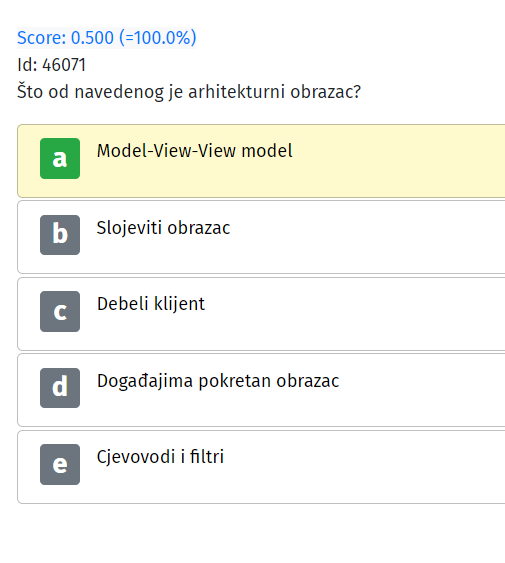 Score: 0.500 (=100.0%)
Id: 46071
Što od navedenog je arhitekturni obrazac?
a Model-View-View model
b Slojeviti obrazac
c Debeli klijent
d Događajima pokretan obrazac
e Cjevovodi i filtri